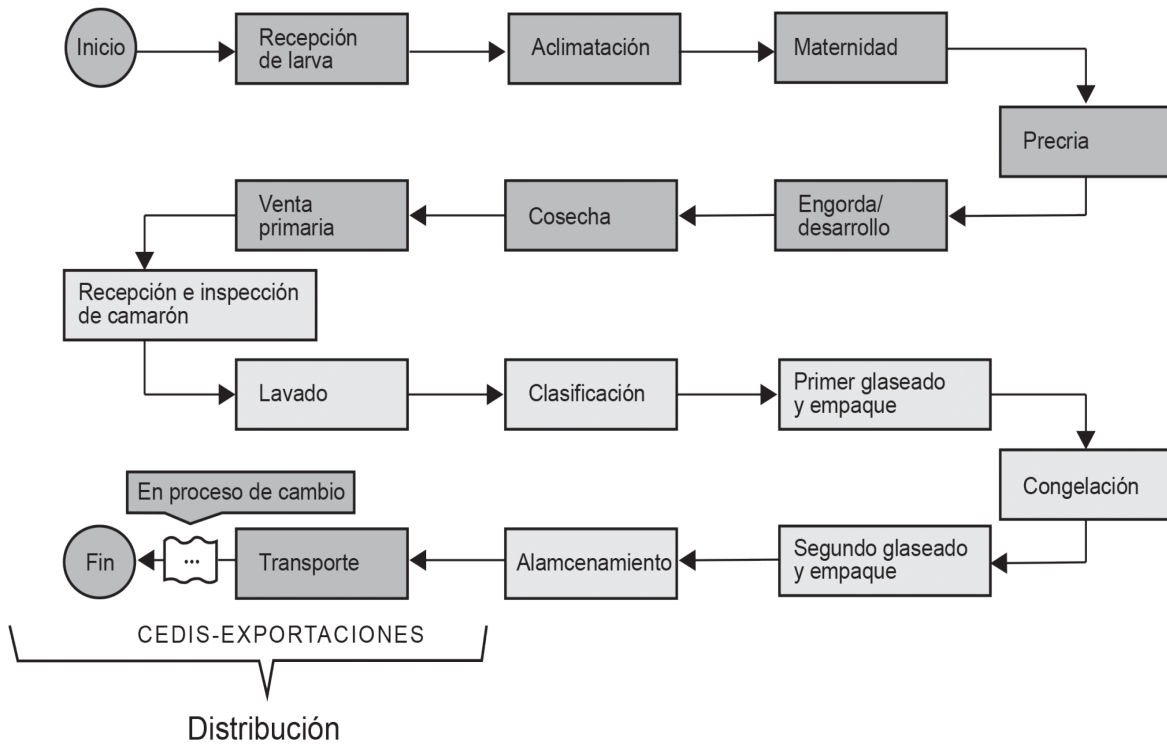 Inicio
Recepción
de larva
Aclimatación
Maternidad
Precria
Engorda/
desarrollo
Cosecha
Venta
primaria
Recepción e inspección
de camarón
Lavado
Clasificación
Primer glaseado
y empaque
Congelación
Segundo glaseado
y empaque
Alamcenamiento
Transporte
En proceso de cambio
...
Fin
CEDIS-EXPORTACIONES
Distribución